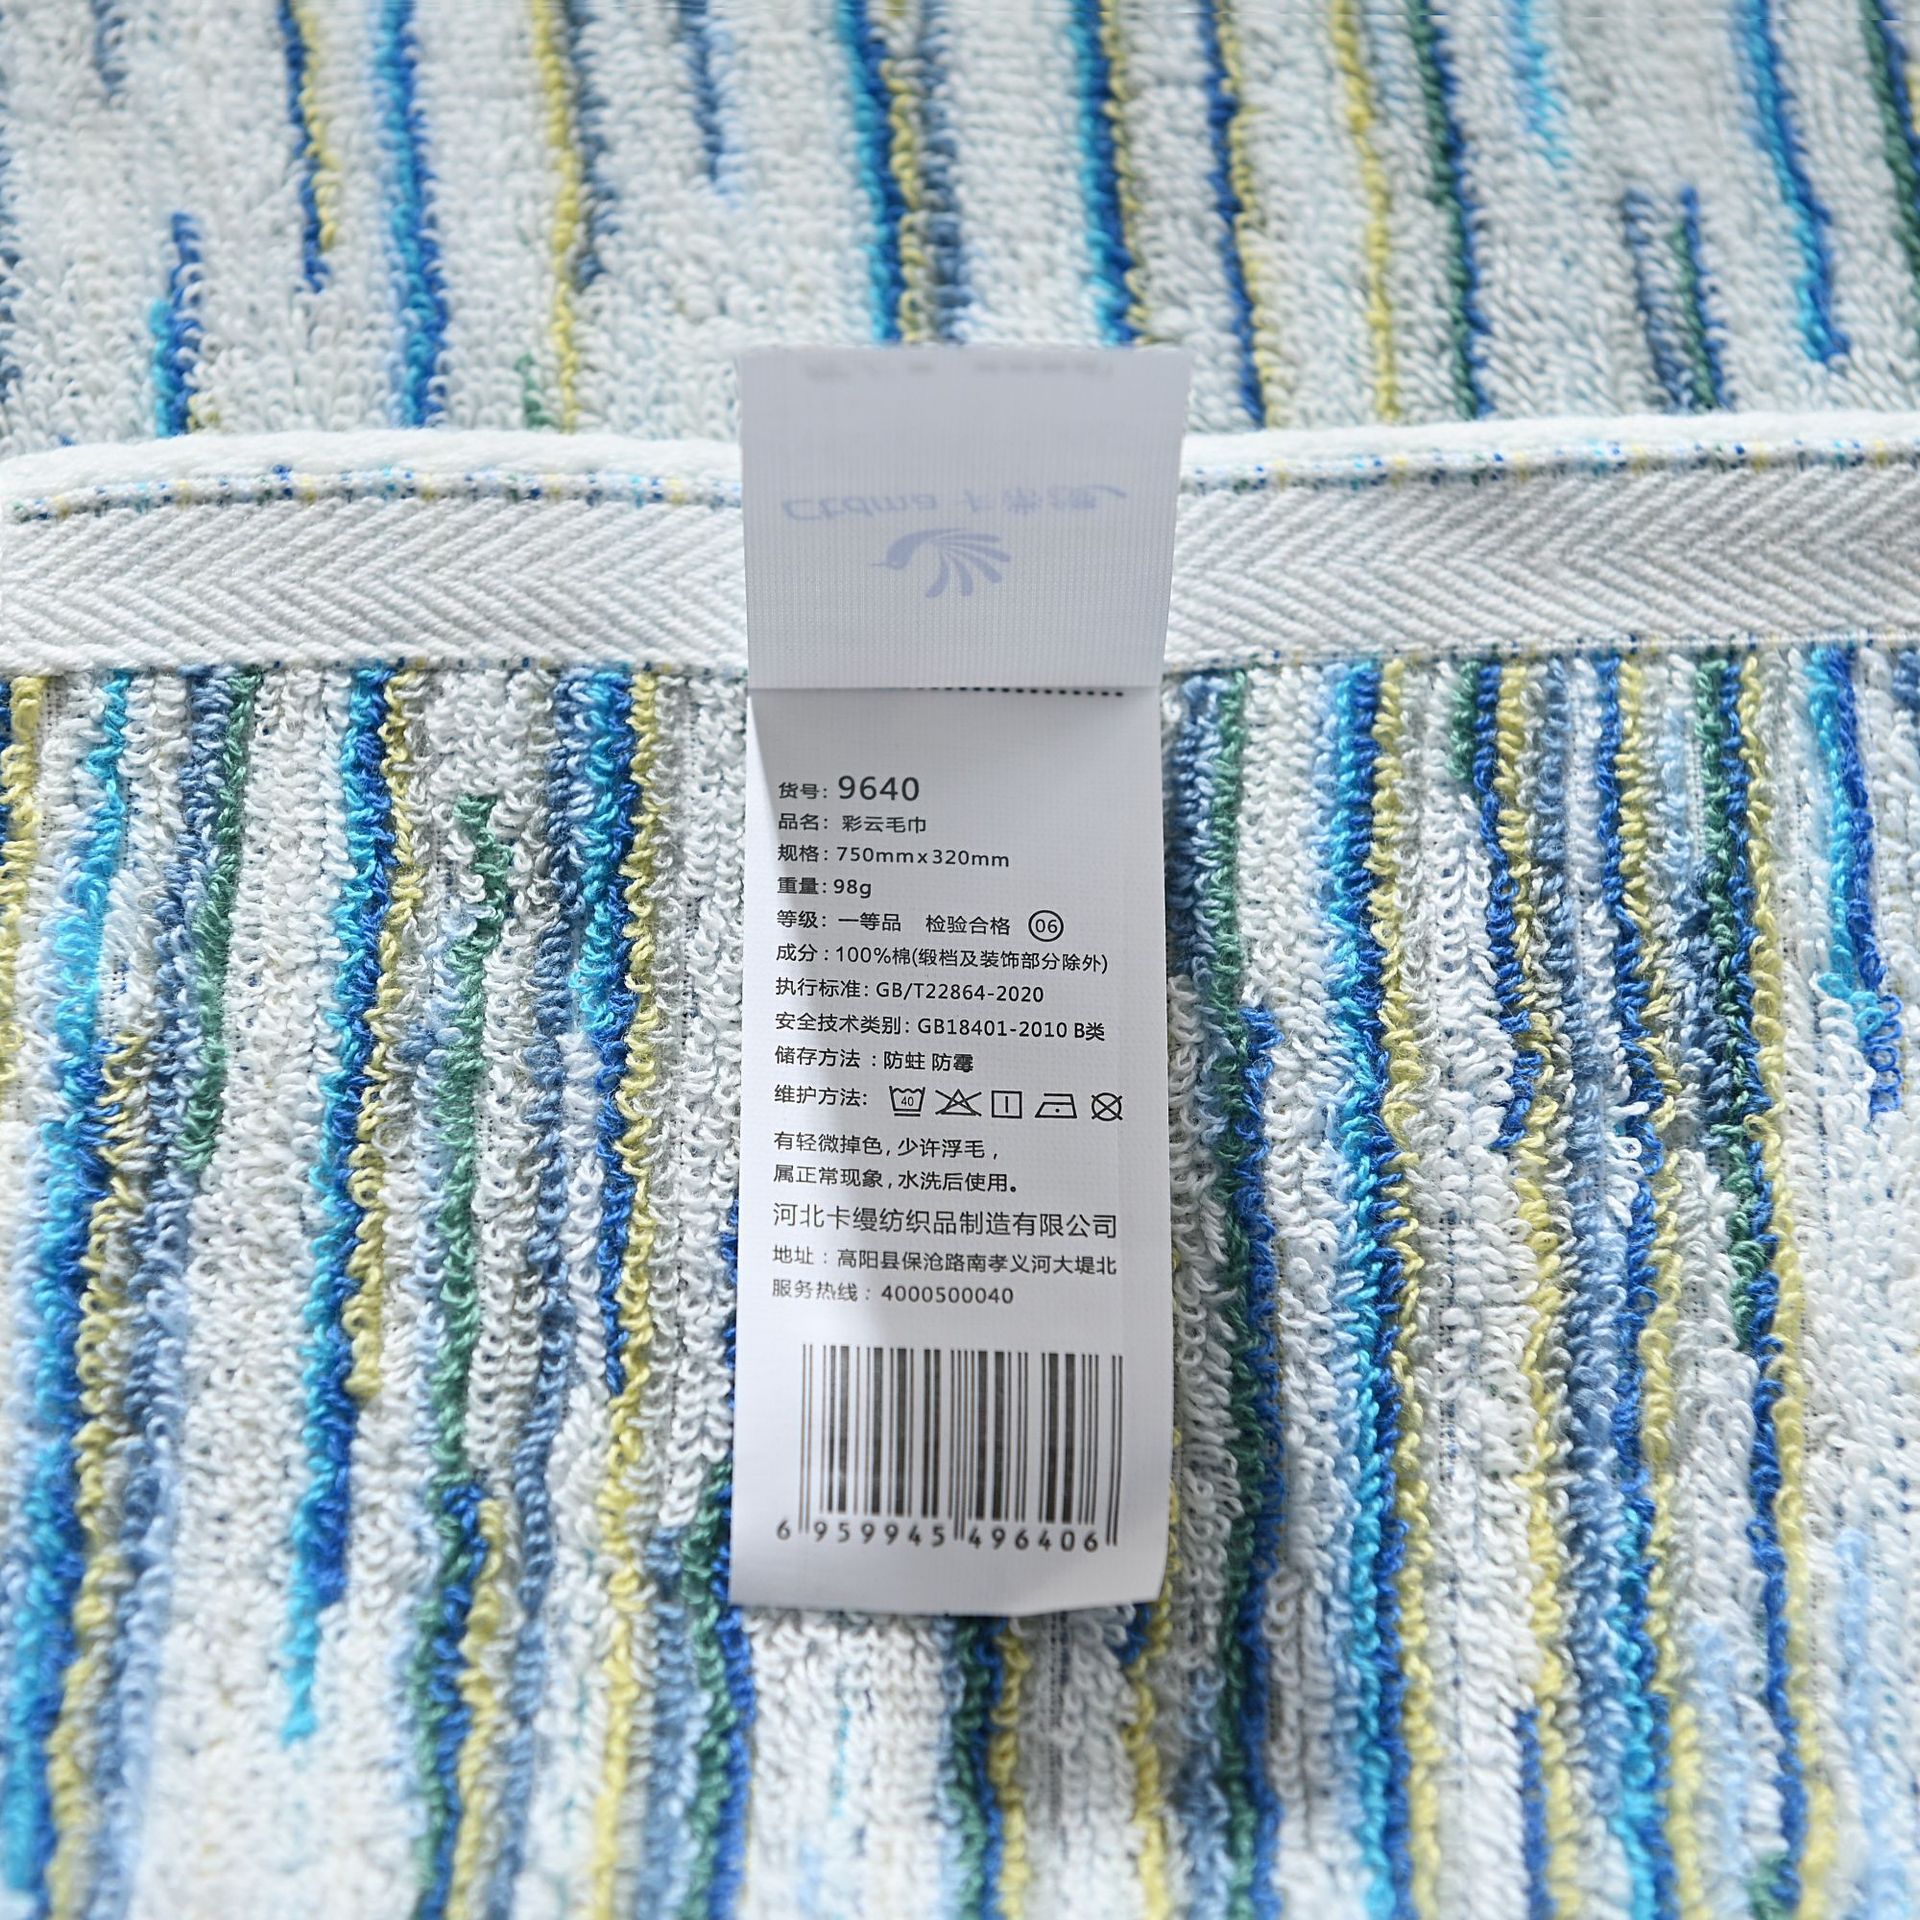 货号: 9640
品名: 彩云毛巾
规格: 750mmx320mm
重量: 98g
等级: 一等品 检验合格 06
成分: 100%棉(缎档及装饰部分除外)
执行标准: GB/T22864-2020
安全技术类别: GB18401-2010 B类
储存方法 : 防蛀 防霉
维护方法: 40
有轻微掉色, 少许浮毛 ,
属正常现象, 水洗后使用。
河北卡缦纺织品制造有限公司
地址 : 高阳县保沧路南孝义河大堤北
服务热线 : 4000500040
6 959945 496406